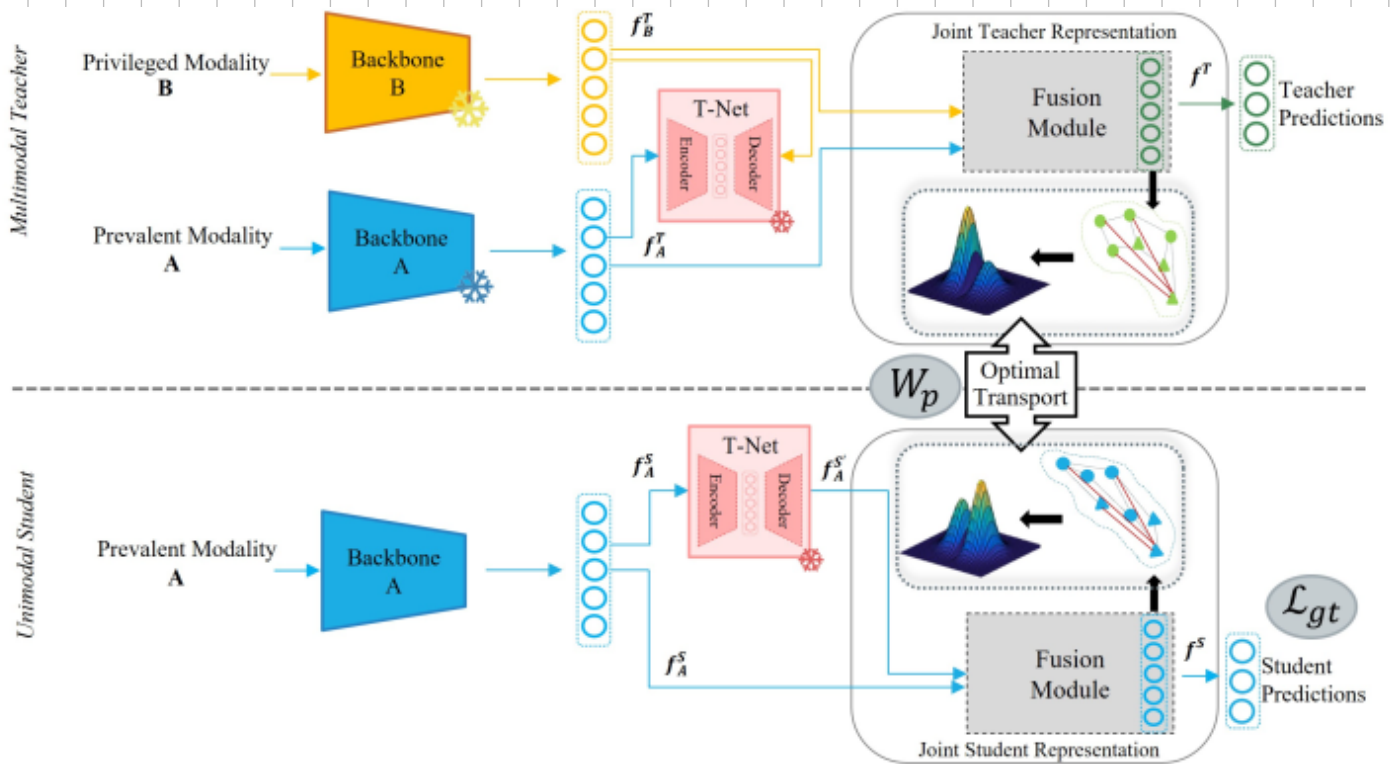 Multimodal Teacher
Privileged Modality
B
Backbone
B
f_B^T
T-Net
Encoder
Decoder
Prevalent Modality
A
Backbone
A
f_A^T
Joint Teacher Representation
Fusion
Module
f^T
Teacher
Predictions
W_p
Optimal
Transport
Unimodal Student
Prevalent Modality
A
Backbone
A
f_A^S
T-Net
Encoder
Decoder
f_A^{S'}
f_A^S
Fusion
Module
f^S
Joint Student Representation
ℒ_gt
Student
Predictions